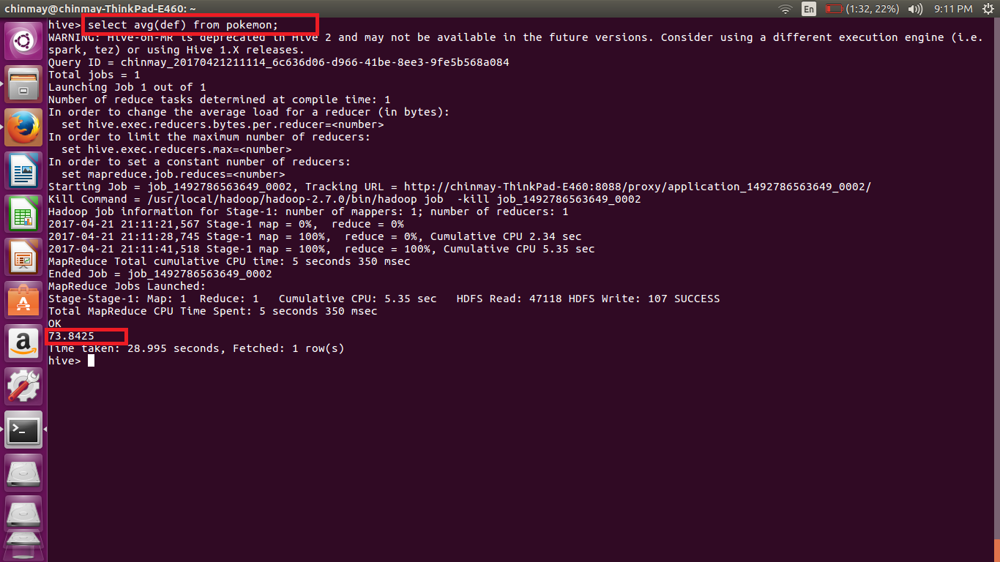 chinmay@chinmay-ThinkPad-E460: ~
En
(1:32, 22%)
9:11 PM
hive> select avg(def) from pokemon;
WARNING: Hive-on-MR is deprecated in Hive 2 and may not be available in the future versions. Consider using a different execution engine (i.e.
spark, tez) or using Hive 1.X releases.
Query ID = chinmay_20170421211114_6c636d06-d966-41be-8ee3-9fe5b568a084
Total jobs = 1
Launching Job 1 out of 1
Number of reduce tasks determined at compile time: 1
In order to change the average load for a reducer (in bytes):
  set hive.exec.reducers.bytes.per.reducer=<number>
In order to limit the maximum number of reducers:
  set hive.exec.reducers.max=<number>
In order to set a constant number of reducers:
  set mapreduce.job.reduces=<number>
Starting Job = job_1492786563649_0002, Tracking URL = http://chinmay-ThinkPad-E460:8088/proxy/application_1492786563649_0002/
Kill Command = /usr/local/hadoop/hadoop-2.7.0/bin/hadoop job  -kill job_1492786563649_0002
Hadoop job information for Stage-1: number of mappers: 1; number of reducers: 1
2017-04-21 21:11:21,567 Stage-1 map = 0%,  reduce = 0%
2017-04-21 21:11:28,745 Stage-1 map = 100%,  reduce = 0%, Cumulative CPU 2.34 sec
2017-04-21 21:11:41,518 Stage-1 map = 100%,  reduce = 100%, Cumulative CPU 5.35 sec
MapReduce Total cumulative CPU time: 5 seconds 350 msec
Ended Job = job_1492786563649_0002
MapReduce Jobs Launched:
Stage-Stage-1: Map: 1  Reduce: 1   Cumulative CPU: 5.35 sec   HDFS Read: 47118 HDFS Write: 107 SUCCESS
Total MapReduce CPU Time Spent: 5 seconds 350 msec
OK
73.8425
Time taken: 28.995 seconds, Fetched: 1 row(s)
hive>